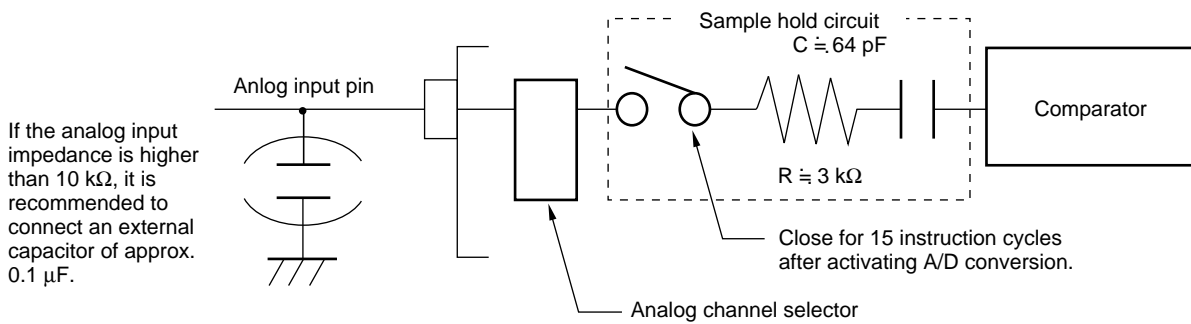 Sample hold circuit
C ≒ 64 pF
Anlog input pin
Comparator
If the analog input
impedance is higher
than 10 kΩ, it is
recommended to
connect an external
capacitor of approx.
0.1 µF.
R ≒ 3 kΩ
Close for 15 instruction cycles
after activating A/D conversion.
Analog channel selector